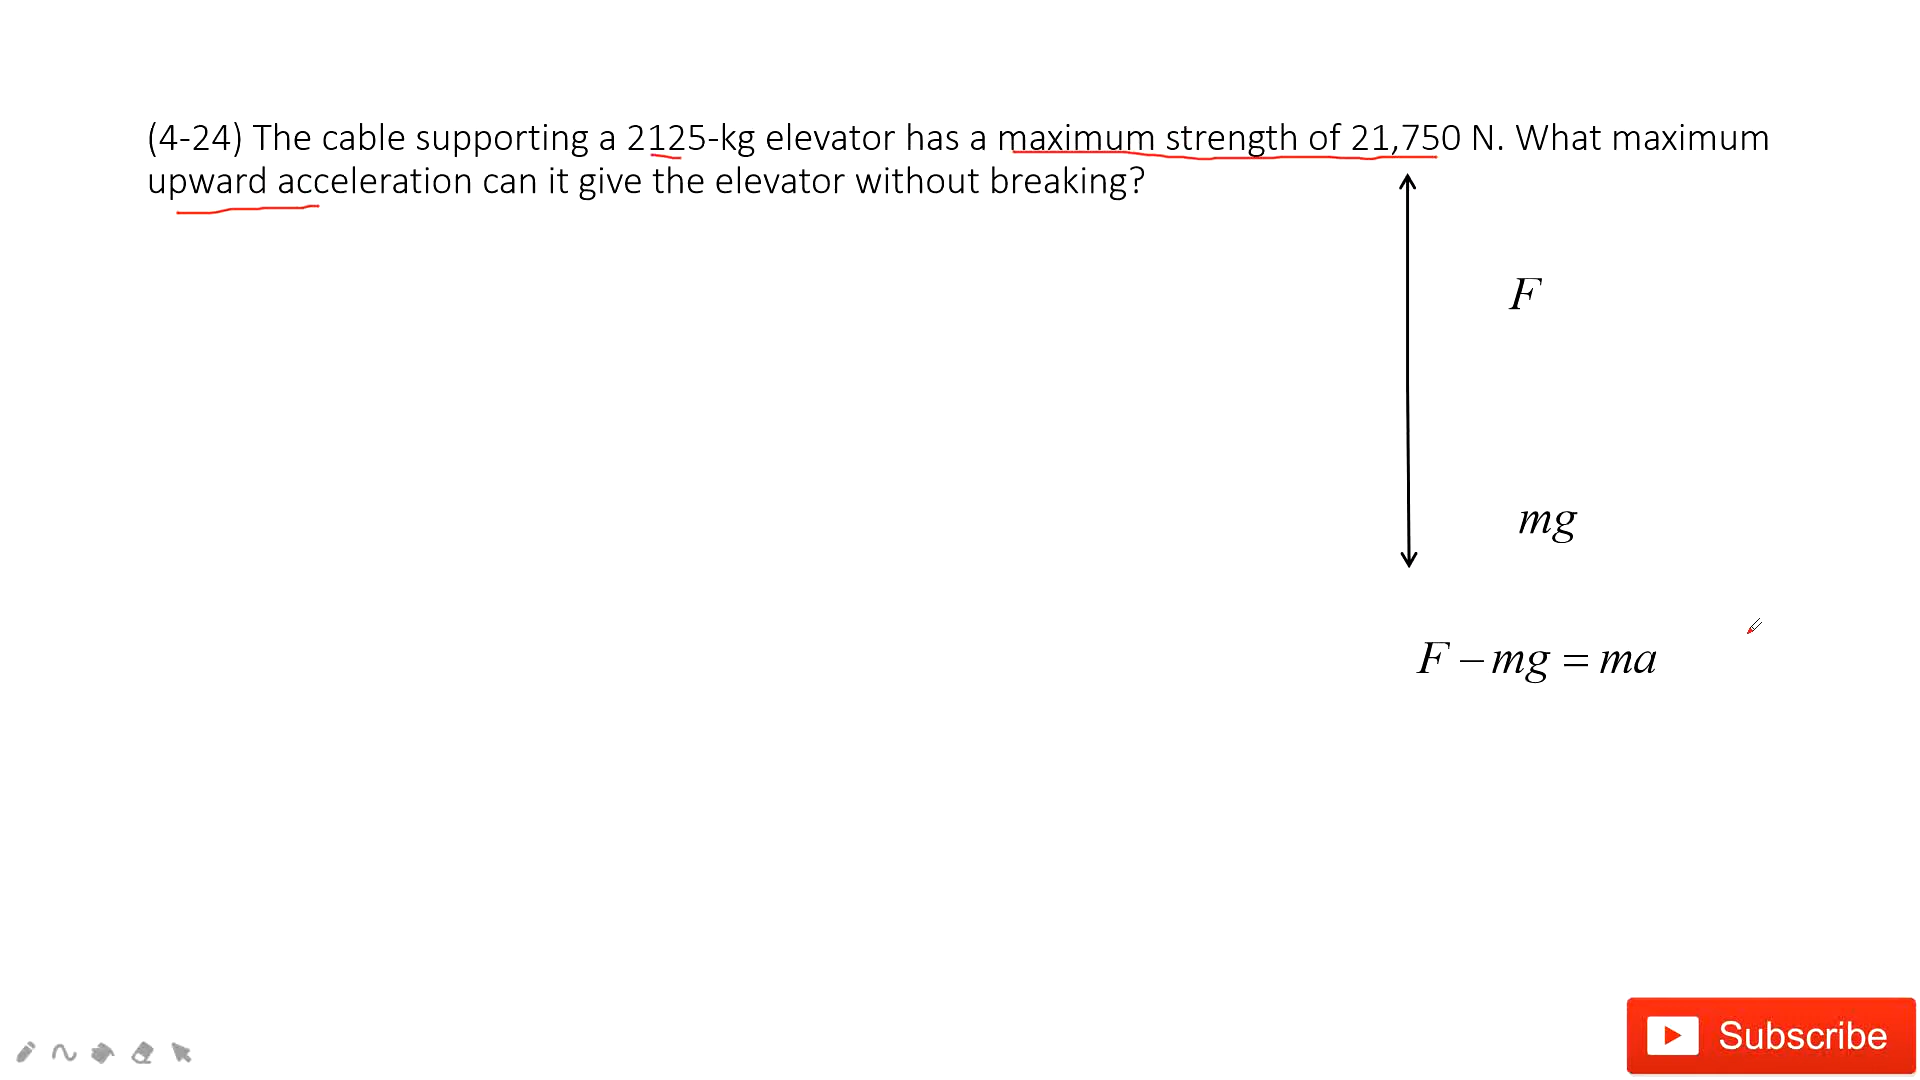 (4-24) The cable supporting a 2125-kg elevator has a maximum strength of 21,750 N. What maximum
upward acceleration can it give the elevator without breaking?
F
mg
F – mg = ma
Subscribe